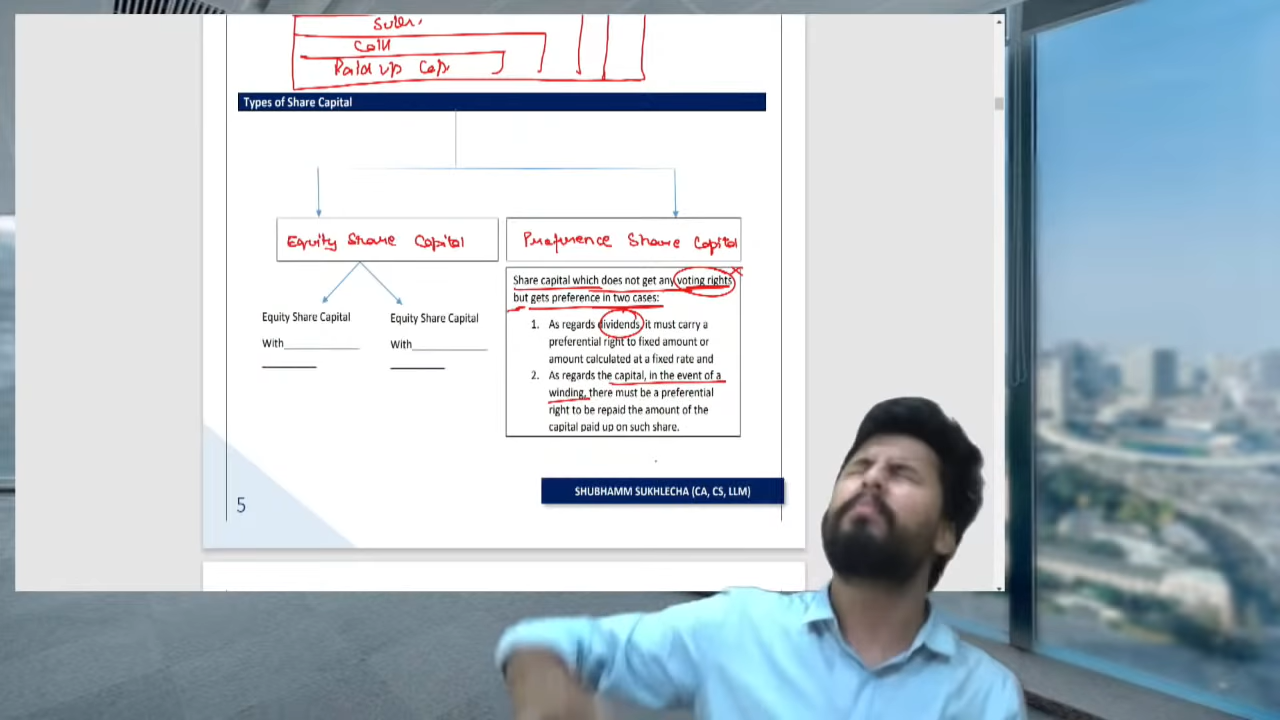 Subs.
Call
Paid up Cap.
Types of Share Capital
Equity Share Capital
Preference Share Capital
Equity Share Capital
With
Equity Share Capital
With
Share capital which does not get any voting rights
but gets preference in two cases:
1. As regards dividends, it must carry a
preferential right to fixed amount or
amount calculated at a fixed rate and
2. As regards the capital, in the event of a
winding, there must be a preferential
right to be repaid the amount of the
capital paid up on such share.
SHUBHAMM SUKHLECHA (CA, CS, LLM)
5